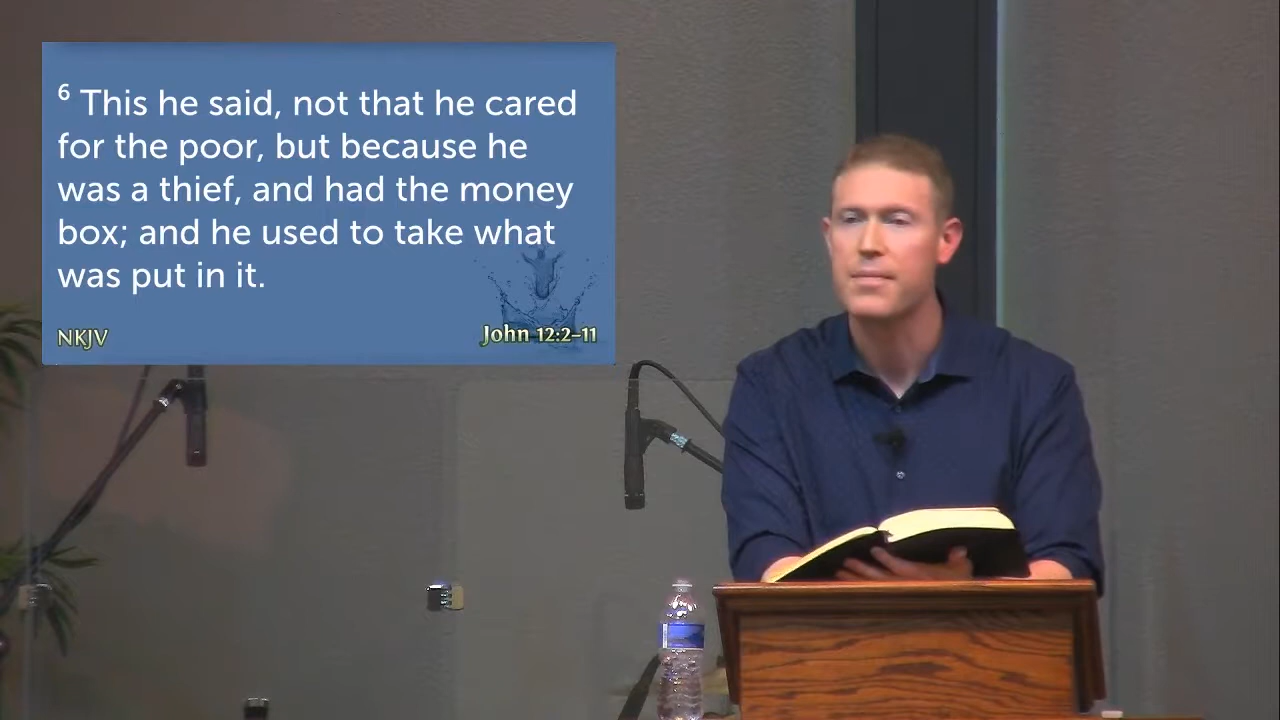 ⁶ This he said, not that he cared
for the poor, but because he
was a thief, and had the money
box; and he used to take what
was put in it.
NKJV
John 12:2-11